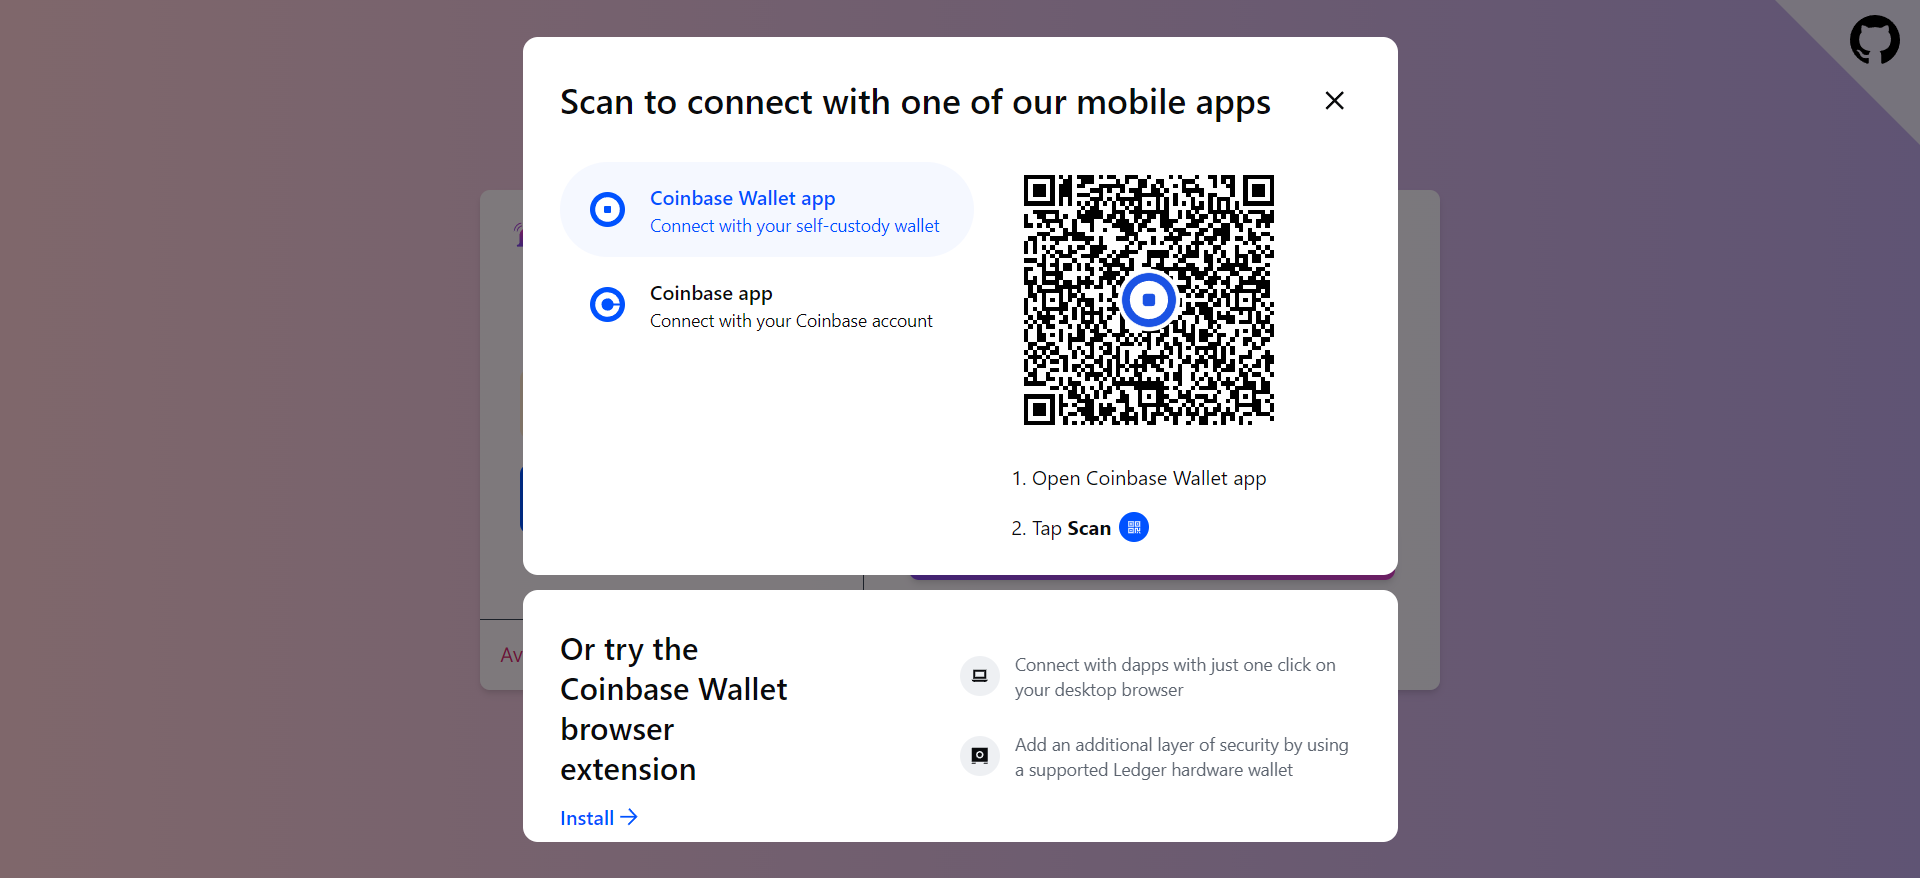 Scan to connect with one of our mobile apps
Coinbase Wallet app
Connect with your self-custody wallet
Coinbase app
Connect with your Coinbase account
1. Open Coinbase Wallet app
2. Tap Scan
Av
Or try the
Coinbase Wallet
browser
extension
Install
Connect with dapps with just one click on
your desktop browser
Add an additional layer of security by using
a supported Ledger hardware wallet